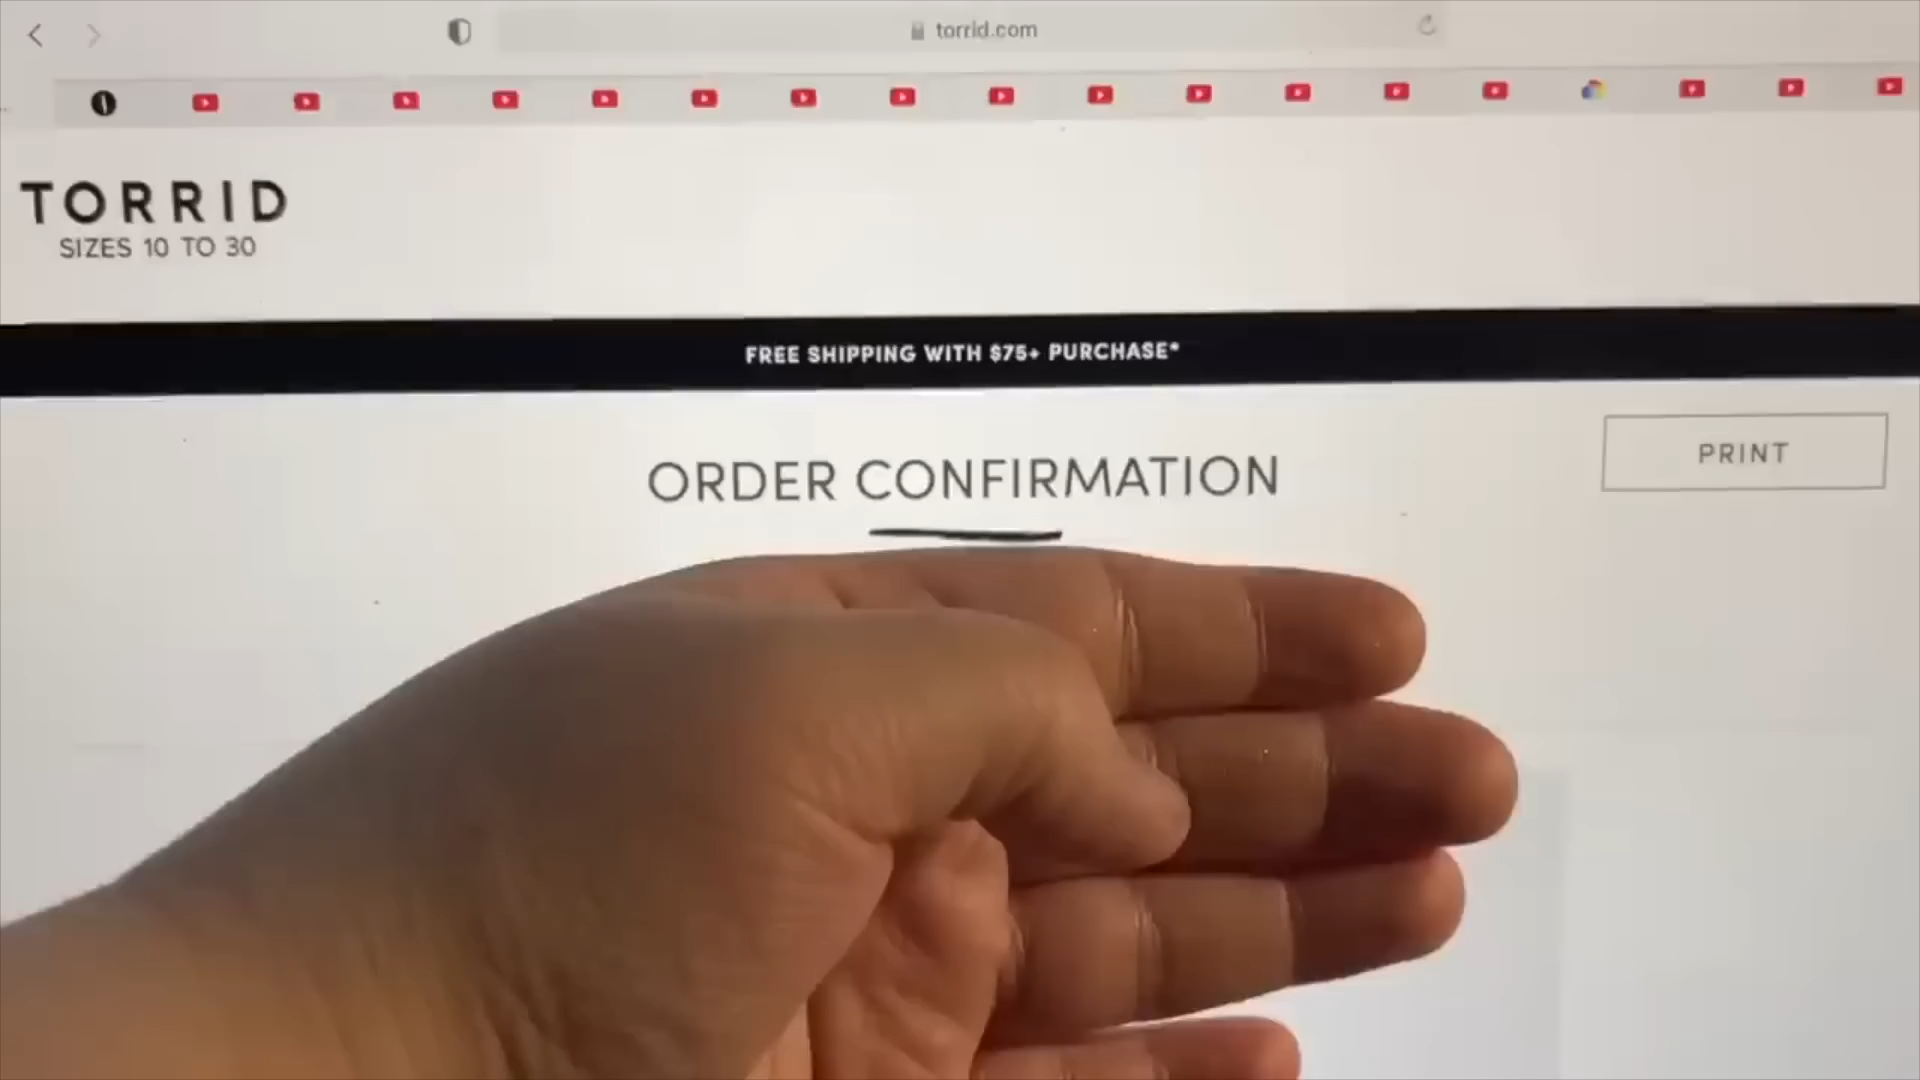 torrid.com
TORRID
SIZES 10 TO 30
FREE SHIPPING WITH $75+ PURCHASE*
ORDER CONFIRMATION
PRINT